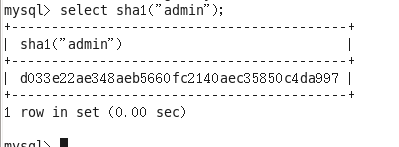 mysql> select sha1("admin");
+------------------------------------------+
| sha1("admin")                            |
+------------------------------------------+
| d033e22ae348aeb5660fc2140aec35850c4da997 |
+------------------------------------------+
1 row in set (0.00 sec)
mysql>